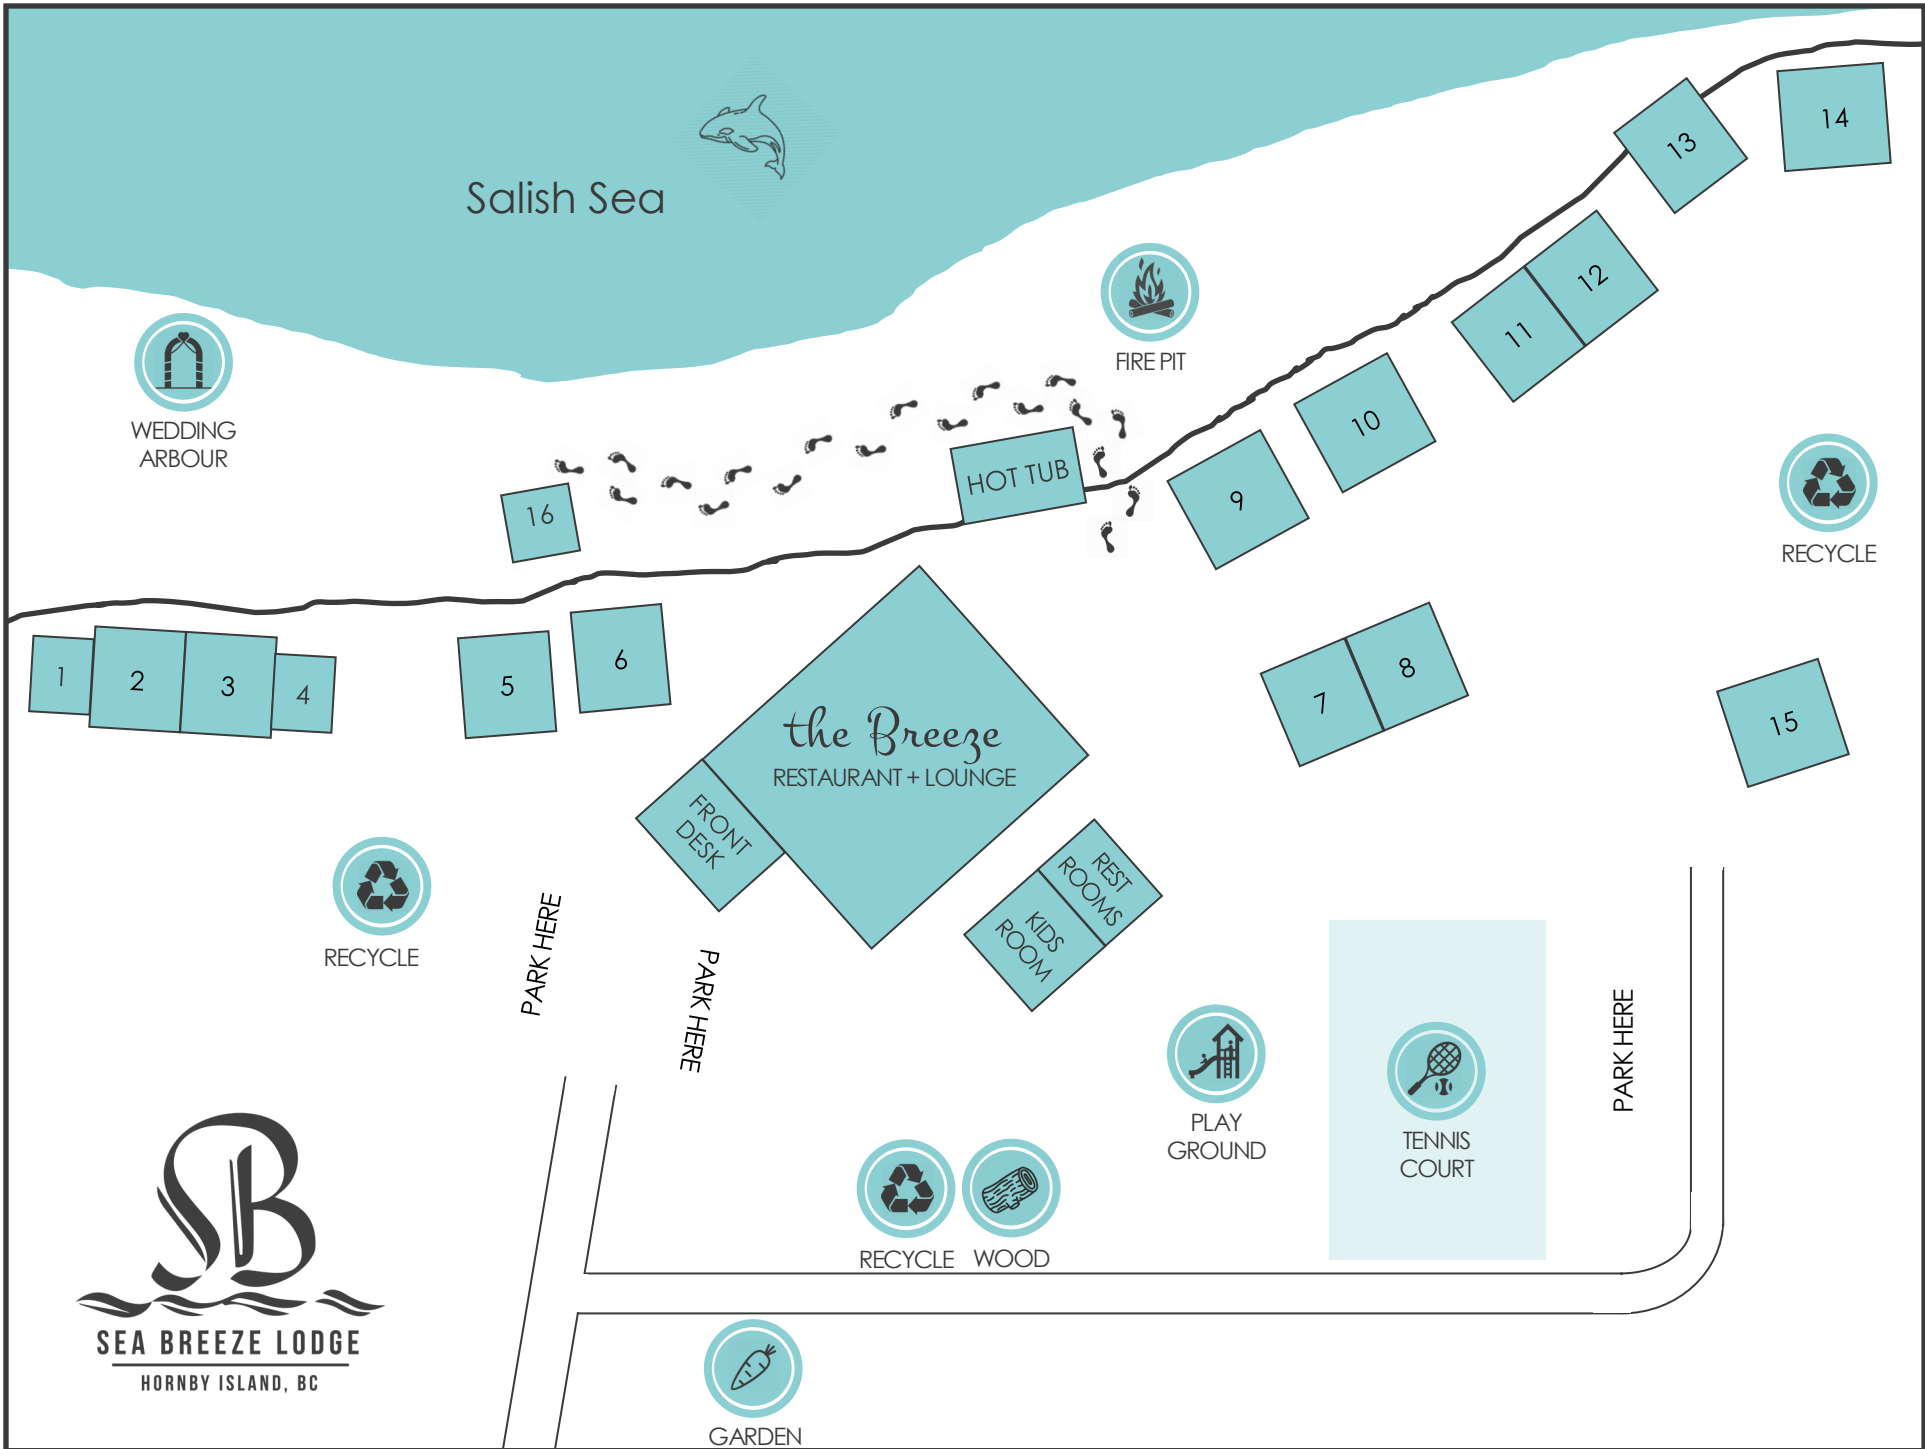 14
13
Salish Sea
12
11
FIRE PIT
WEDDING
ARBOUR
10
HOT TUB
9
16
RECYCLE
1
2
3
4
5
6
7
8
15
the Breeze
RESTAURANT + LOUNGE
FRONT
DESK
REST
ROOMS
KIDS
ROOM
RECYCLE
PARK HERE
PARK HERE
PARK HERE
PLAY
GROUND
TENNIS
COURT
RECYCLE
WOOD
SB
SEA BREEZE LODGE
HORNBY ISLAND, BC
GARDEN